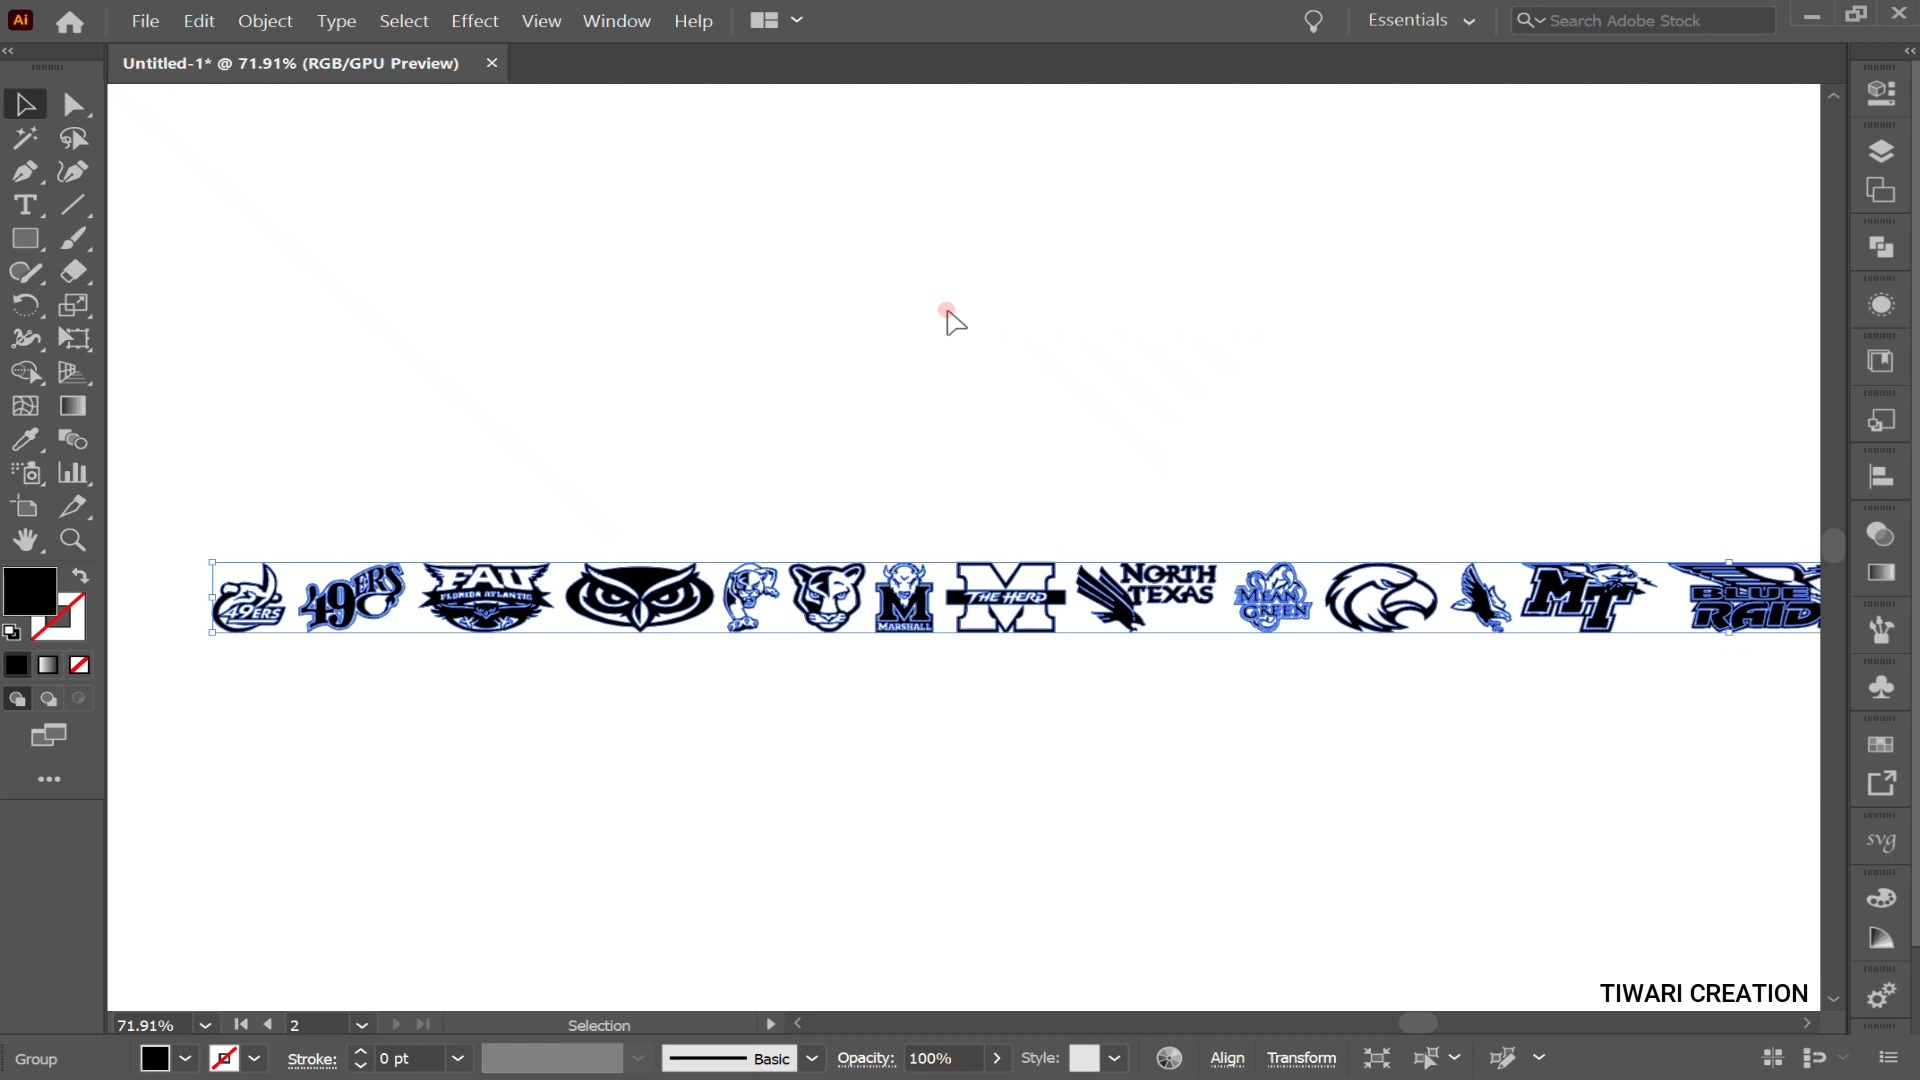 Ai File Edit Object Type Select Effect View Window Help Essentials Search Adobe Stock
Untitled-1* @ 71.91% (RGB/GPU Preview)
49ERS
49ERS
FAU
FLORIDA ATLANTIC
M
MARSHALL
M
THE HERD
NORTH
TEXAS
MEAN
GREEN
MT
BLUE
RAID
svg
TIWARI CREATION
71.91% 2 Selection
Group Stroke: 0 pt Basic Opacity: 100% Style: Align Transform